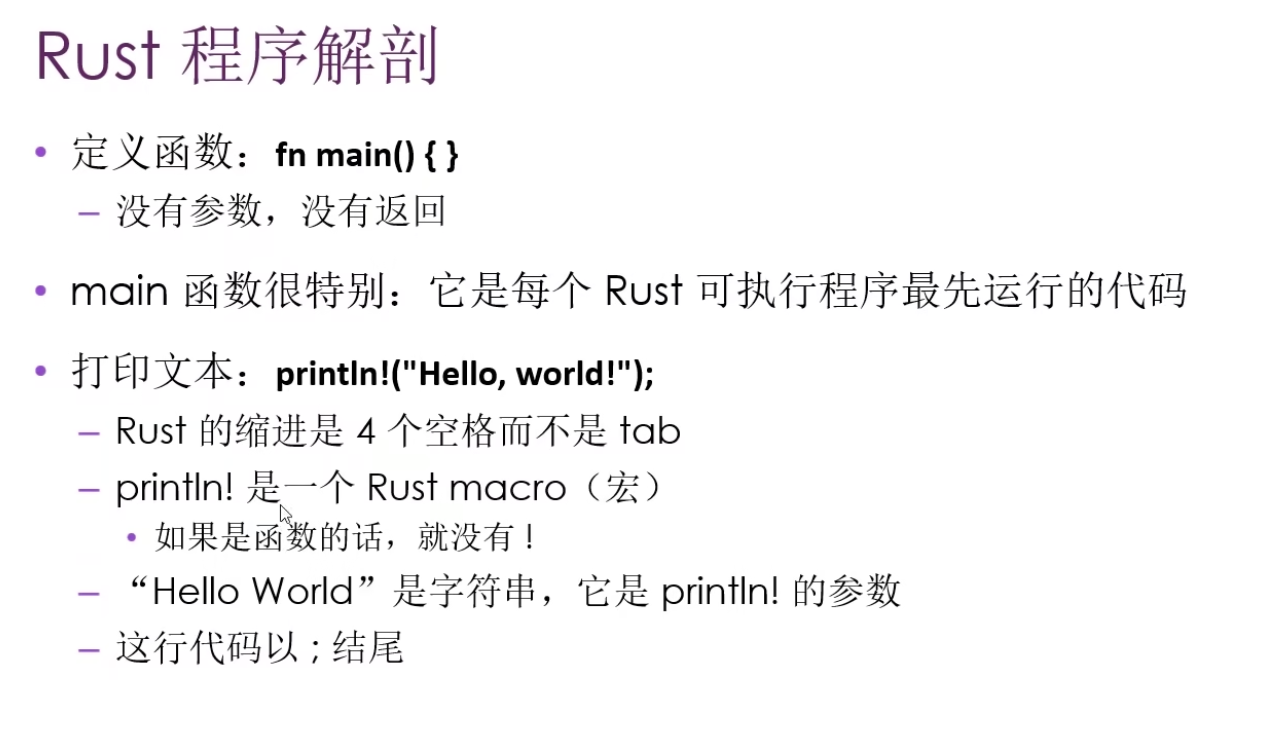 Rust 程序解剖
• 定义函数：fn main() { }
– 没有参数，没有返回
• main 函数很特别：它是每个 Rust 可执行程序最先运行的代码
• 打印文本：println!("Hello, world!");
– Rust 的缩进是 4 个空格而不是 tab
– println! 是一个 Rust macro（宏）
• 如果是函数的话，就没有 !
– “Hello World”是字符串，它是 println! 的参数
– 这行代码以 ; 结尾